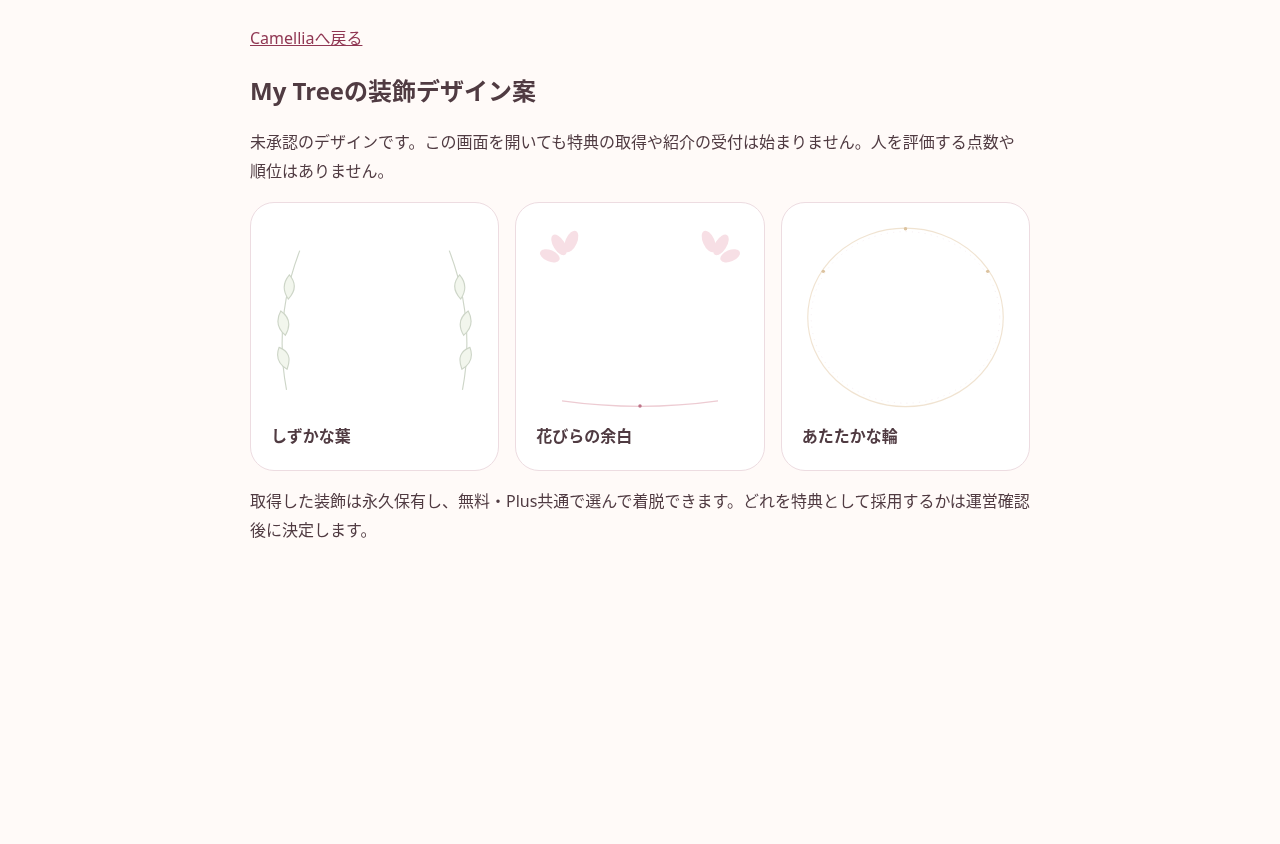 Camelliaへ戻る
My Treeの装飾デザイン案
未承認のデザインです。この画面を開いても特典の取得や紹介の受付は始まりません。人を評価する点数や
順位はありません。
しずかな葉
花びらの余白
あたたかな輪
取得した装飾は永久保有し、無料・Plus共通で選んで着脱できます。どれを特典として採用するかは運営確認
後に決定します。